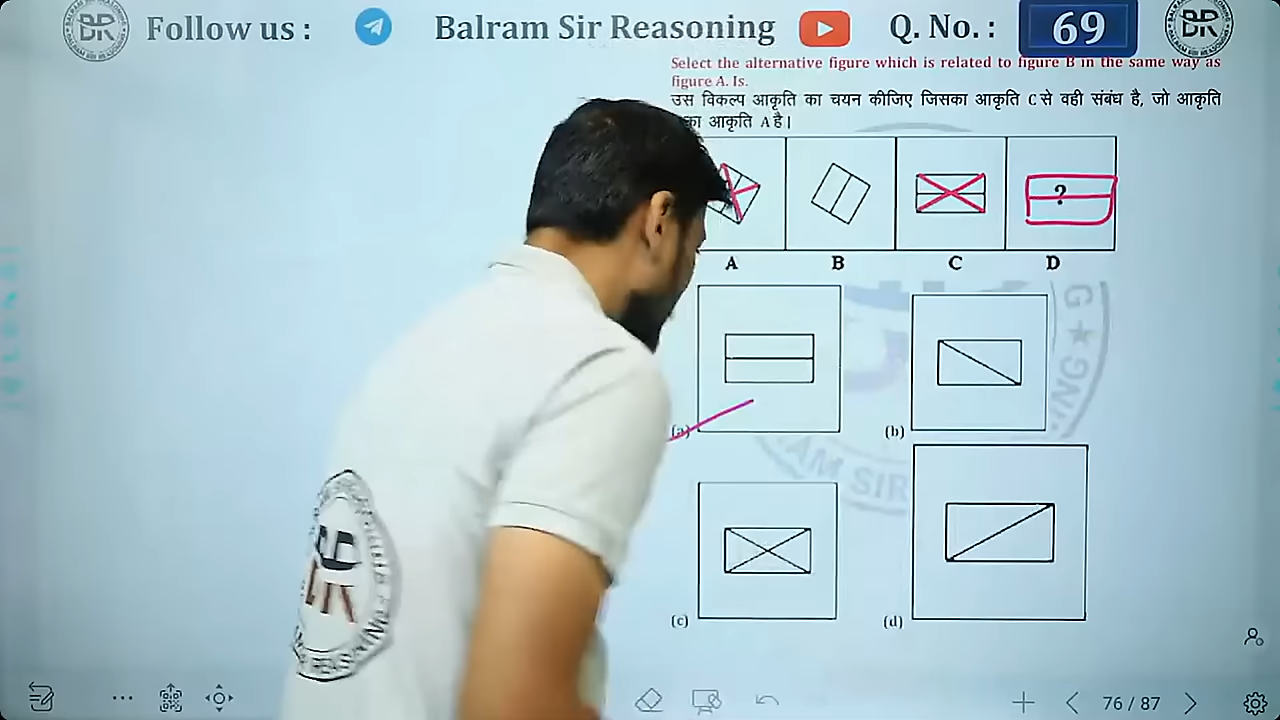 Follow us :
Balram Sir Reasoning
Q. No. :
69
BR
Select the alternative figure which is related to figure B in the same way as
figure A. Is.
उस विकल्प आकृति का चयन कीजिए जिसका आकृति C से वही संबंध है, जो आकृति
का आकृति A है।
?
A B C D
(a)
(b)
(c)
(d)
76 / 87